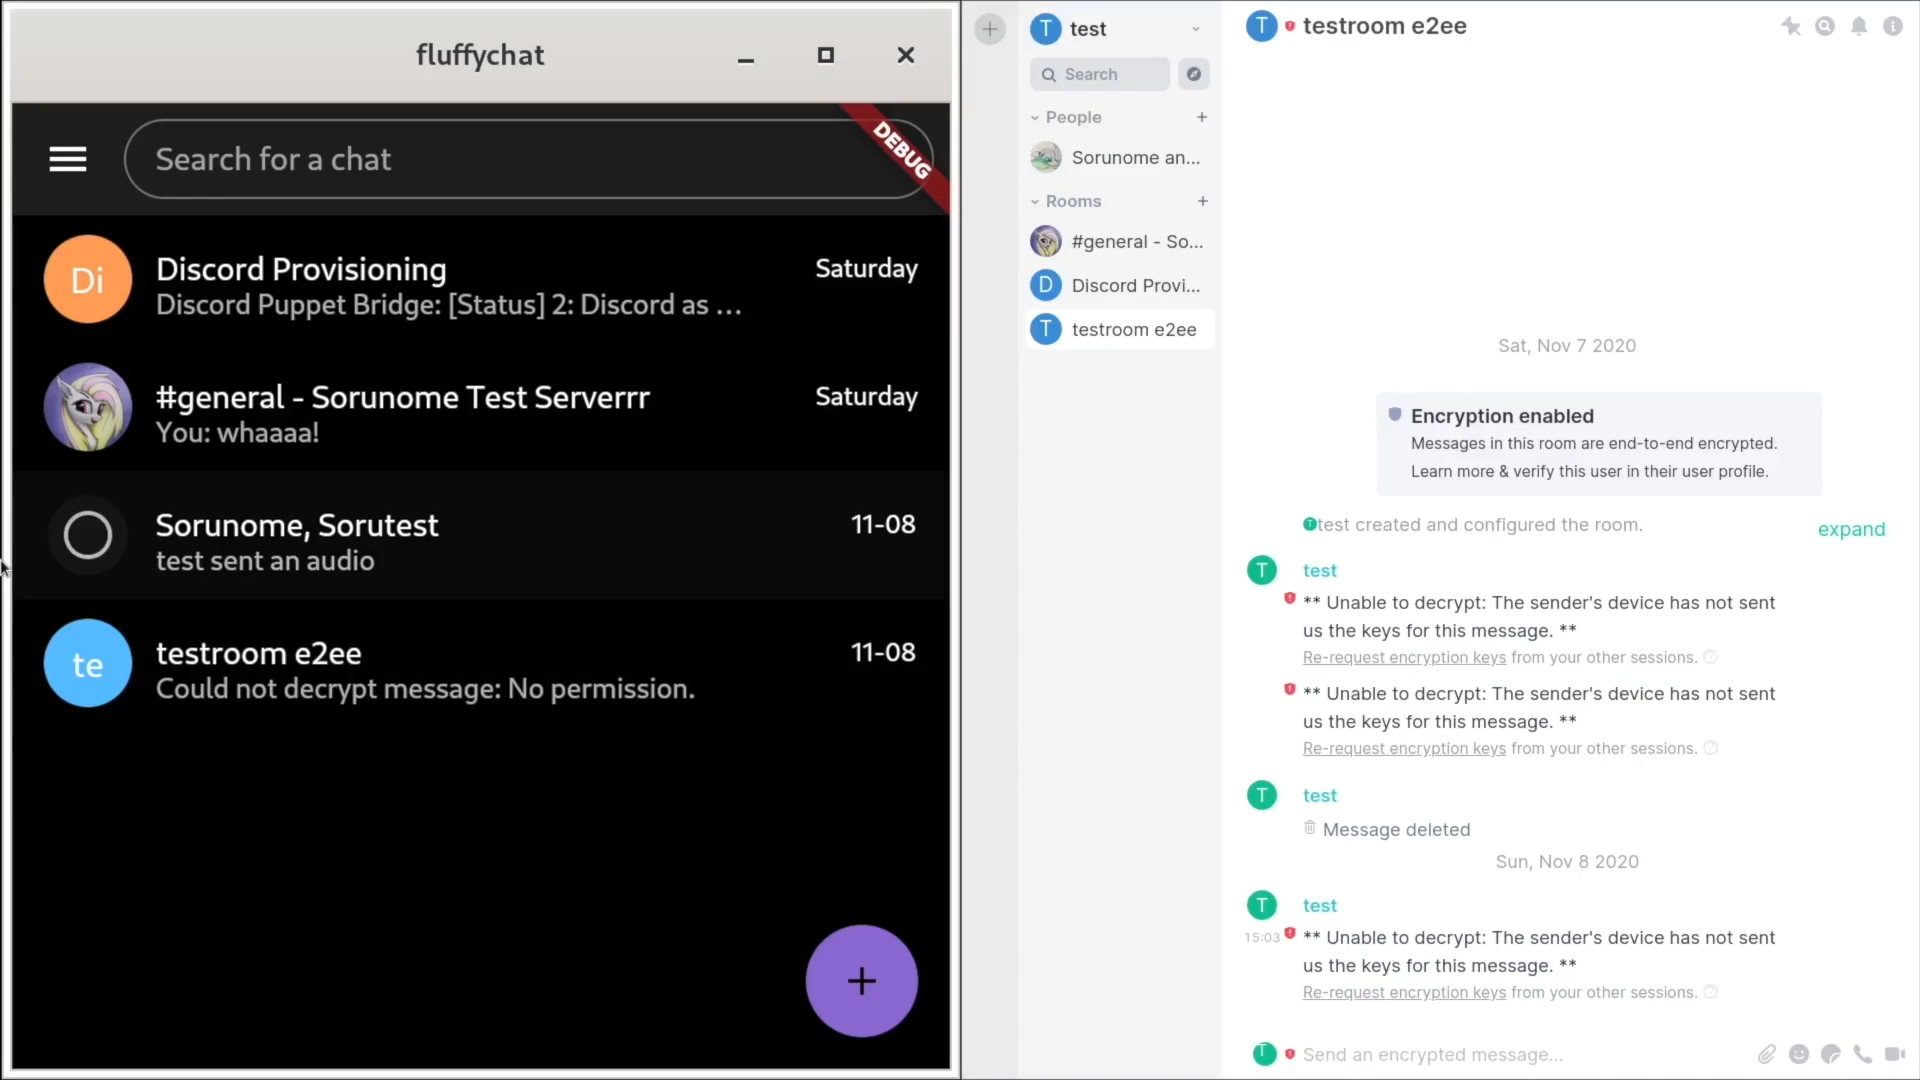 fluffychat
Search for a chat
DEBUG
Di
Discord Provisioning
Saturday
Discord Puppet Bridge: [Status] 2: Discord as ...
#general - Sorunome Test Serverrr
Saturday
You: whaaaa!
Sorunome, Sorutest
11-08
test sent an audio
te
testroom e2ee
11-08
Could not decrypt message: No permission.
T
test
Search
People
Sorunome an...
Rooms
#general - So...
D
Discord Provi...
T
testroom e2ee
T
testroom e2ee
Sat, Nov 7 2020
Encryption enabled
Messages in this room are end-to-end encrypted.
Learn more & verify this user in their user profile.
T
test created and configured the room.
expand
T
test
** Unable to decrypt: The sender's device has not sent
us the keys for this message. **
Re-request encryption keys from your other sessions.
** Unable to decrypt: The sender's device has not sent
us the keys for this message. **
Re-request encryption keys from your other sessions.
T
test
Message deleted
Sun, Nov 8 2020
T
test
15:03
** Unable to decrypt: The sender's device has not sent
us the keys for this message. **
Re-request encryption keys from your other sessions.
T
Send an encrypted message...